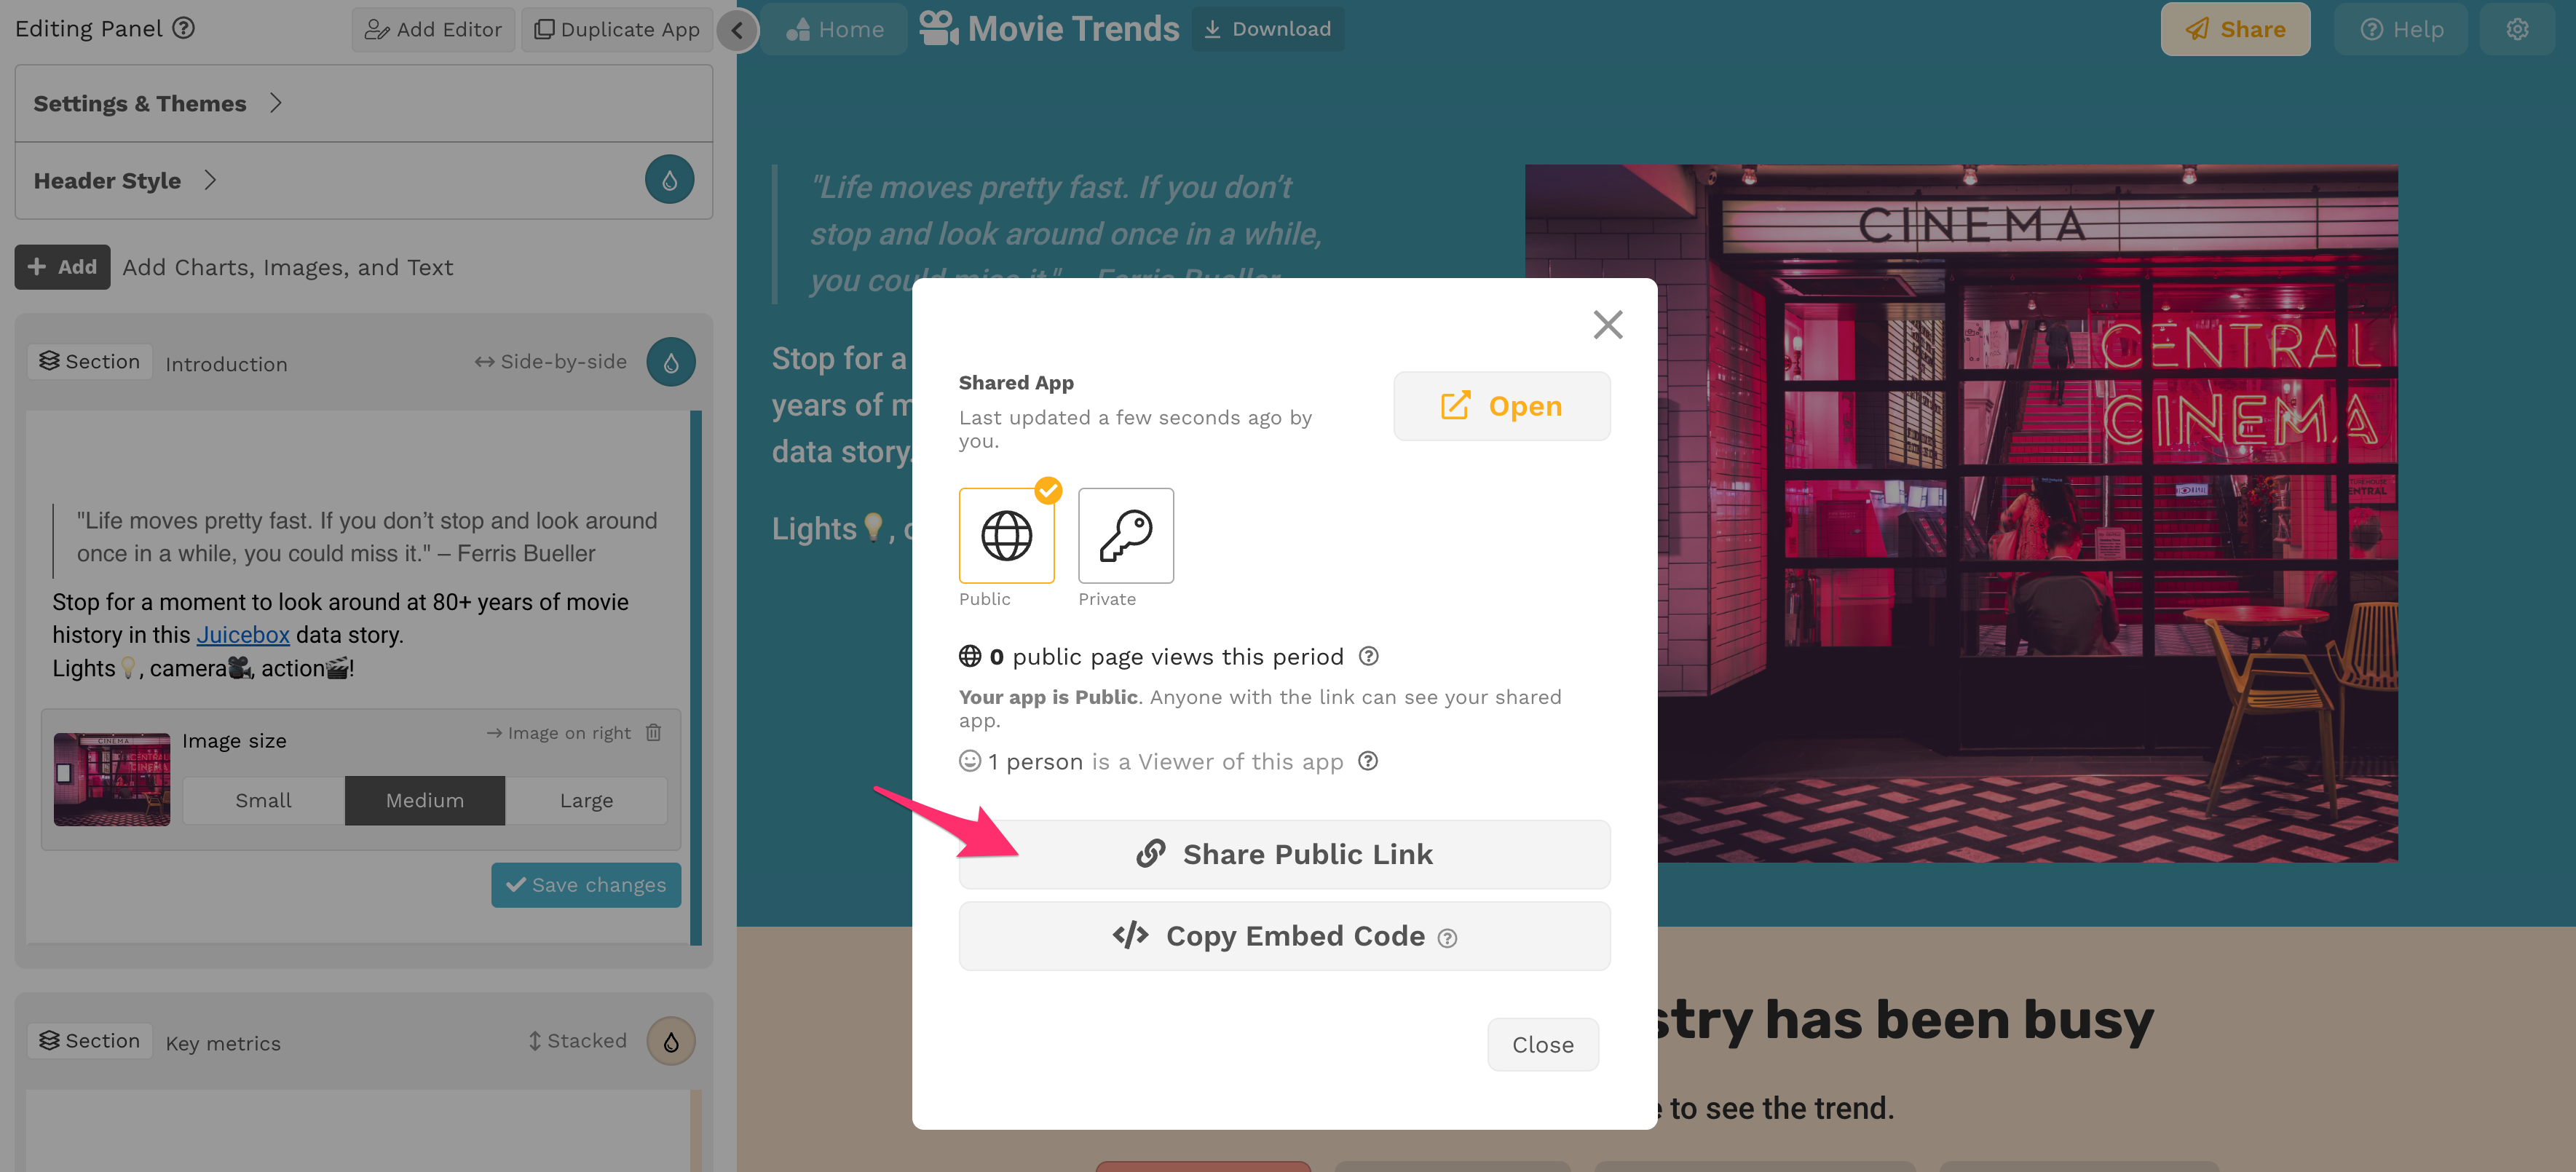 Editing Panel
Add Editor
Duplicate App
Home
Movie Trends
Download
Share
Help
Settings & Themes
Header Style
+ Add
Add Charts, Images, and Text
Section
Introduction
Side-by-side
"Life moves pretty fast. If you don’t stop and look around
once in a while, you could miss it." – Ferris Bueller
Stop for a moment to look around at 80+ years of movie
history in this Juicebox data story.
Lights💡, camera🎥, action🎬!
Image size
Image on right
Small
Medium
Large
Save changes
Section
Key metrics
Stacked
"Life moves pretty fast. If you don’t
stop and look around once in a while,
you could miss it." – Ferris Bueller
Stop for a
years of m
data story.
Lights💡, c
CINEMA
CENTRAL
CINEMA
Shared App
Last updated a few seconds ago by
you.
Open
Public
Private
0 public page views this period
Your app is Public. Anyone with the link can see your shared
app.
1 person is a Viewer of this app
Share Public Link
Copy Embed Code
Close
stry has been busy
e to see the trend.